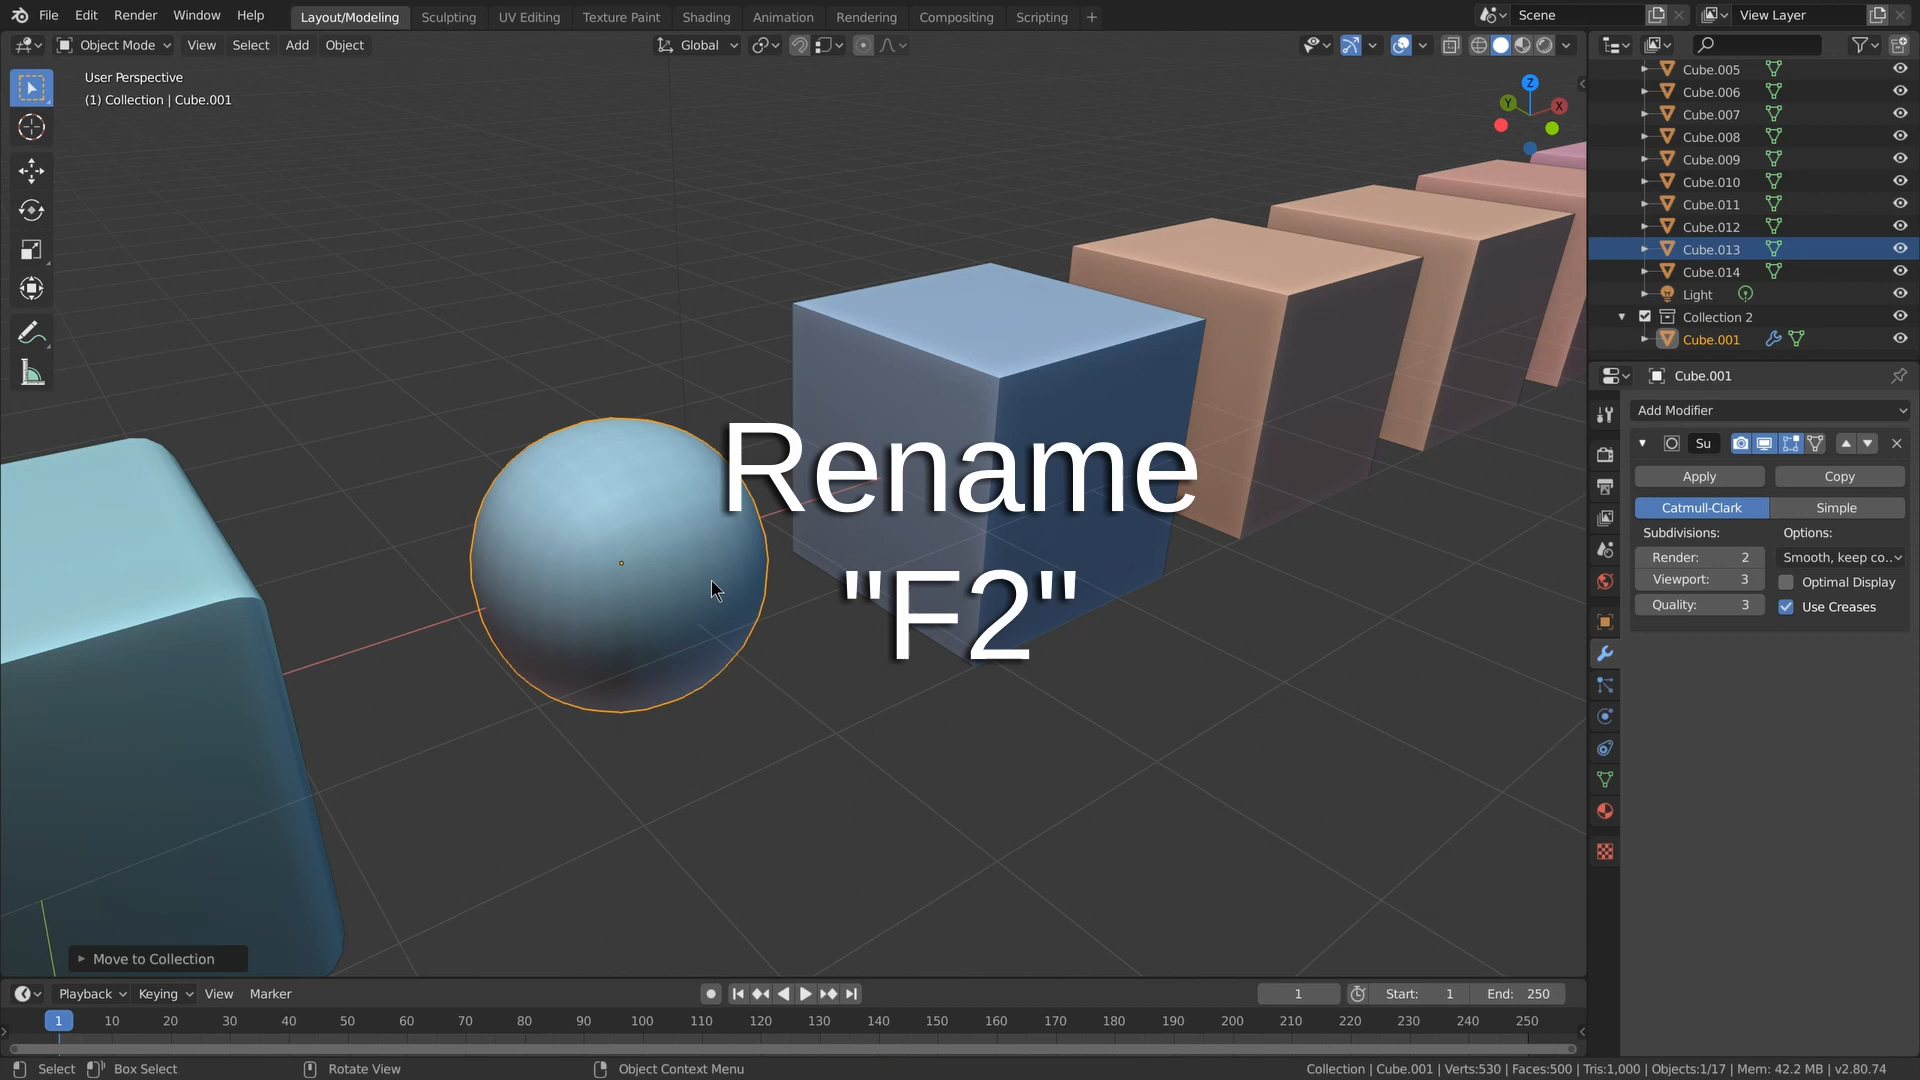 File Edit Render Window Help Layout/Modeling Sculpting UV Editing Texture Paint Shading Animation Rendering Compositing Scripting + Scene View Layer
Object Mode View Select Add Object Global
User Perspective
(1) Collection | Cube.001
Z
Y X
Cube.005
Cube.006
Cube.007
Cube.008
Cube.009
Cube.010
Cube.011
Cube.012
Cube.013
Cube.014
Light
Collection 2
Cube.001
Cube.001
Add Modifier
Su
Apply Copy
Catmull-Clark Simple
Subdivisions: Options:
Render: 2 Smooth, keep co..
Viewport: 3 Optimal Display
Quality: 3 Use Creases
Rename
"F2"
Move to Collection
Playback Keying View Marker 1 Start: 1 End: 250
1 10 20 30 40 50 60 70 80 90 100 110 120 130 140 150 160 170 180 190 200 210 220 230 240 250
Select Box Select Rotate View Object Context Menu Collection | Cube.001 | Verts:530 | Faces:500 | Tris:1,000 | Objects:1/17 | Mem: 42.2 MB | v2.80.74